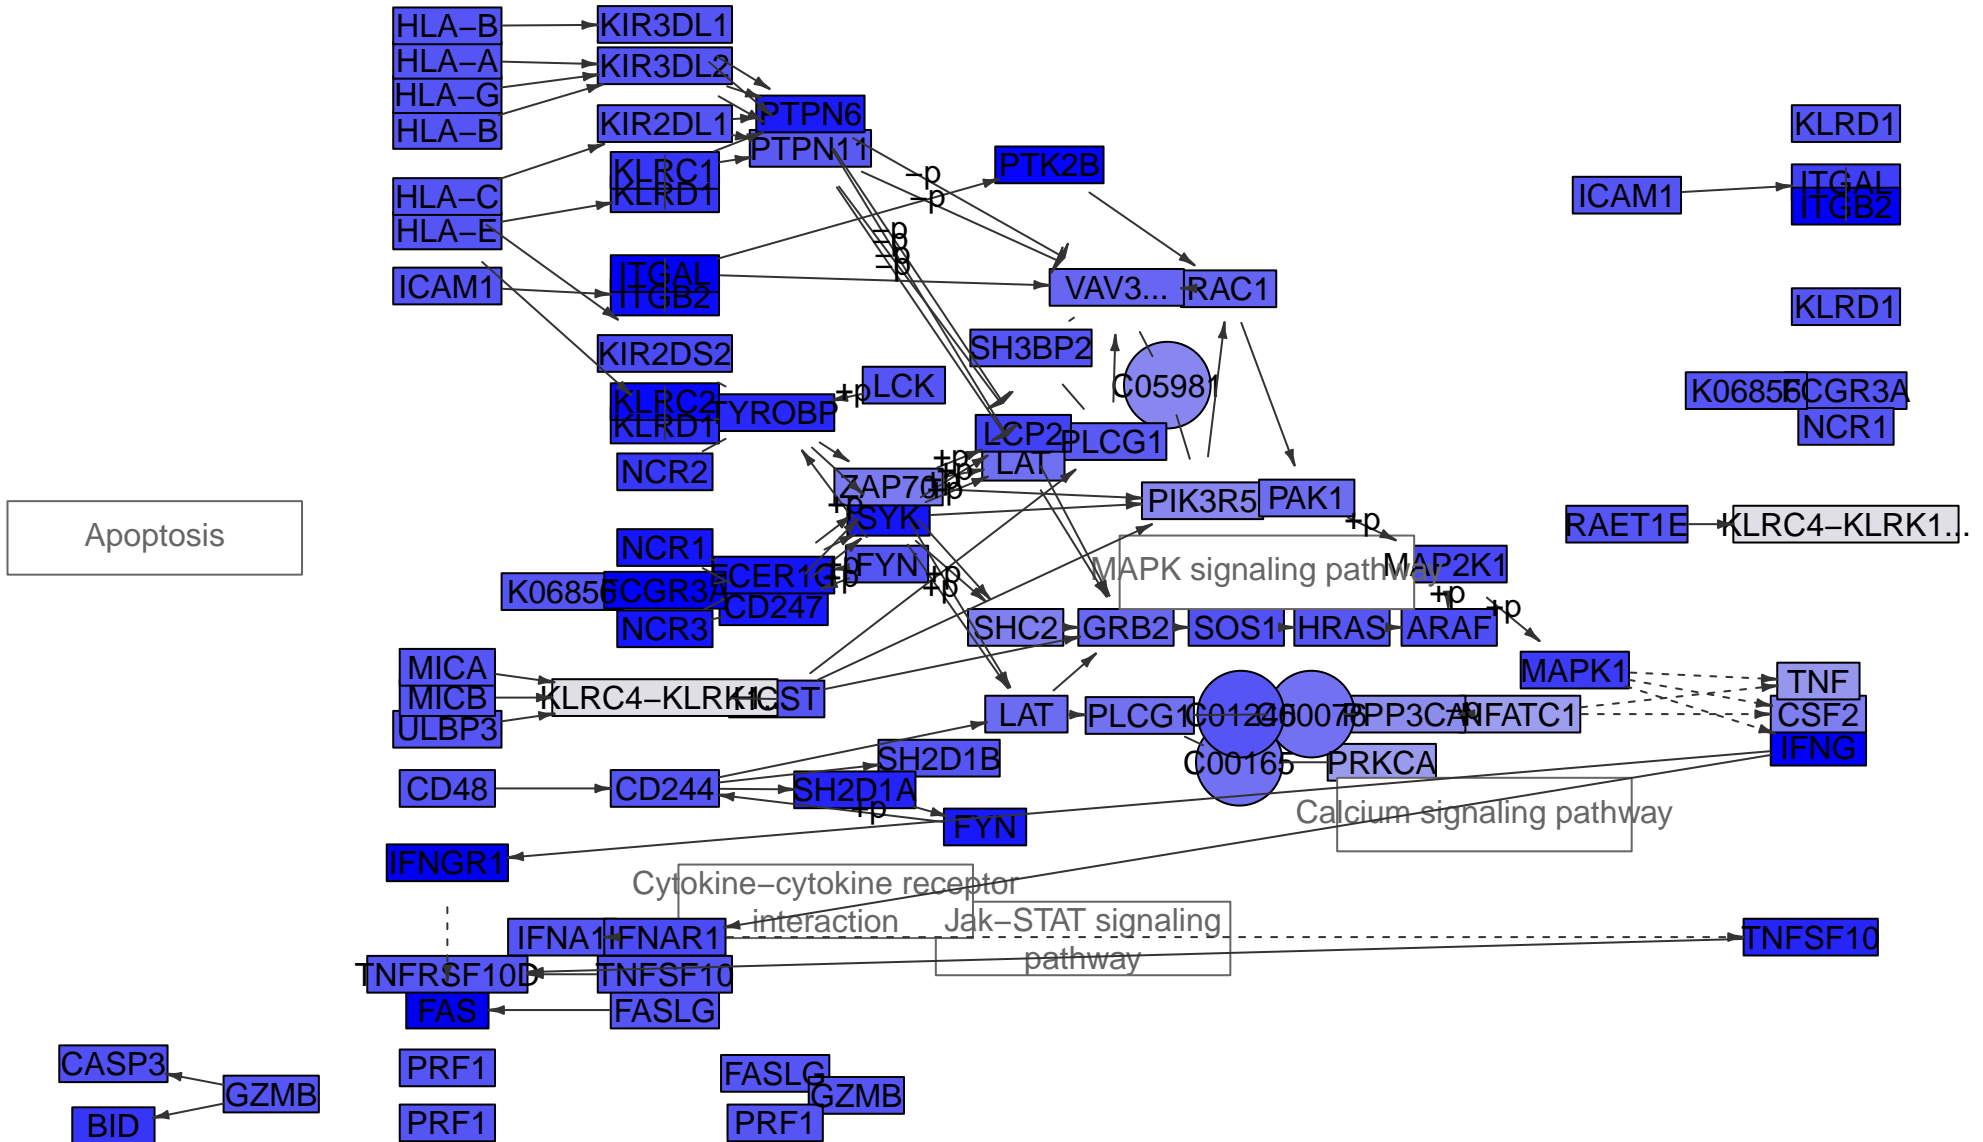 HLA−B
KIR3DL1
HLA−A
KIR3DL2
HLA−G
HLA−B
KIR2DL1
PTPN6
PTPN11
KLRC1
KLRD1
HLA−C
HLA−E
PTK2B
−p
−p
−p
−p
−p
−p
KLRD1
ICAM1
ITGAL
ITGB2
ICAM1
ITGAL
ITGB2
VAV3...
RAC1
KLRD1
KIR2DS2
SH3BP2
C05981
KLRC2
KLRD1
TYROBP
+p
LCK
K06856
FCGR3A
NCR1
LCP2
PLCG1
LAT
NCR2
+p
+p
+p
+p
ZAP70
SYK
+p
PIK3R5
PAK1
+p
RAET1E
KLRC4−KLRK1...
Apoptosis
NCR1
FCER1G
+p
+p
FYN
+p
+p
MAPK signaling pathway
MAP2K1
K06856
FCGR3A
CD247
NCR3
SHC2
GRB2
SOS1
HRAS
ARAF
+p
+p
MICA
MICB
ULBP3
KLRC4−KLRK1...
HCST
MAPK1
TNF
CSF2
IFNG
LAT
PLCG1
C01245
C00076
PPP3CA
NFATC1
C00165
PRKCA
CD48
CD244
SH2D1B
SH2D1A
+p
FYN
Calcium signaling pathway
IFNGR1
Cytokine−cytokine receptor
interaction
Jak−STAT signaling
pathway
IFNA1
IFNAR1
TNFSF10
TNFRSF10D
TNFSF10
FAS
FASLG
CASP3
GZMB
BID
PRF1
PRF1
FASLG
GZMB
PRF1